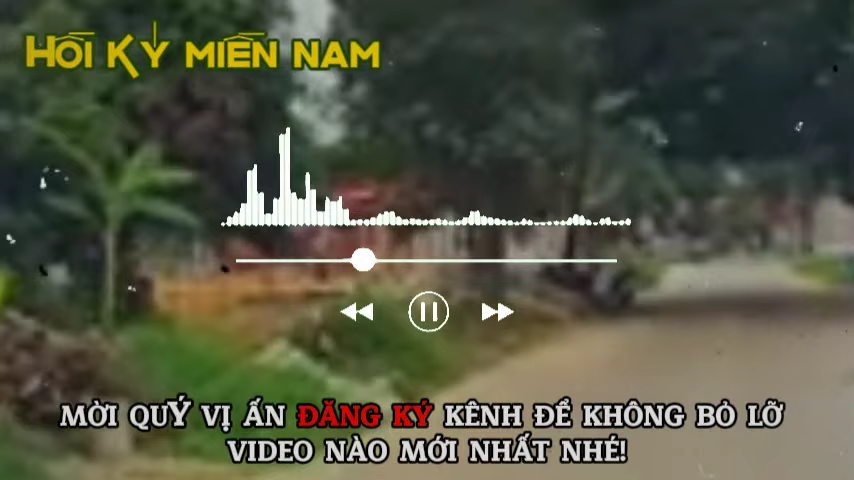 HỒI KÝ MIỀN NAM
MỜI QUÝ VỊ ẤN ĐĂNG KÝ KÊNH ĐỂ KHÔNG BỎ LỠ
VIDEO NÀO MỚI NHẤT NHÉ!